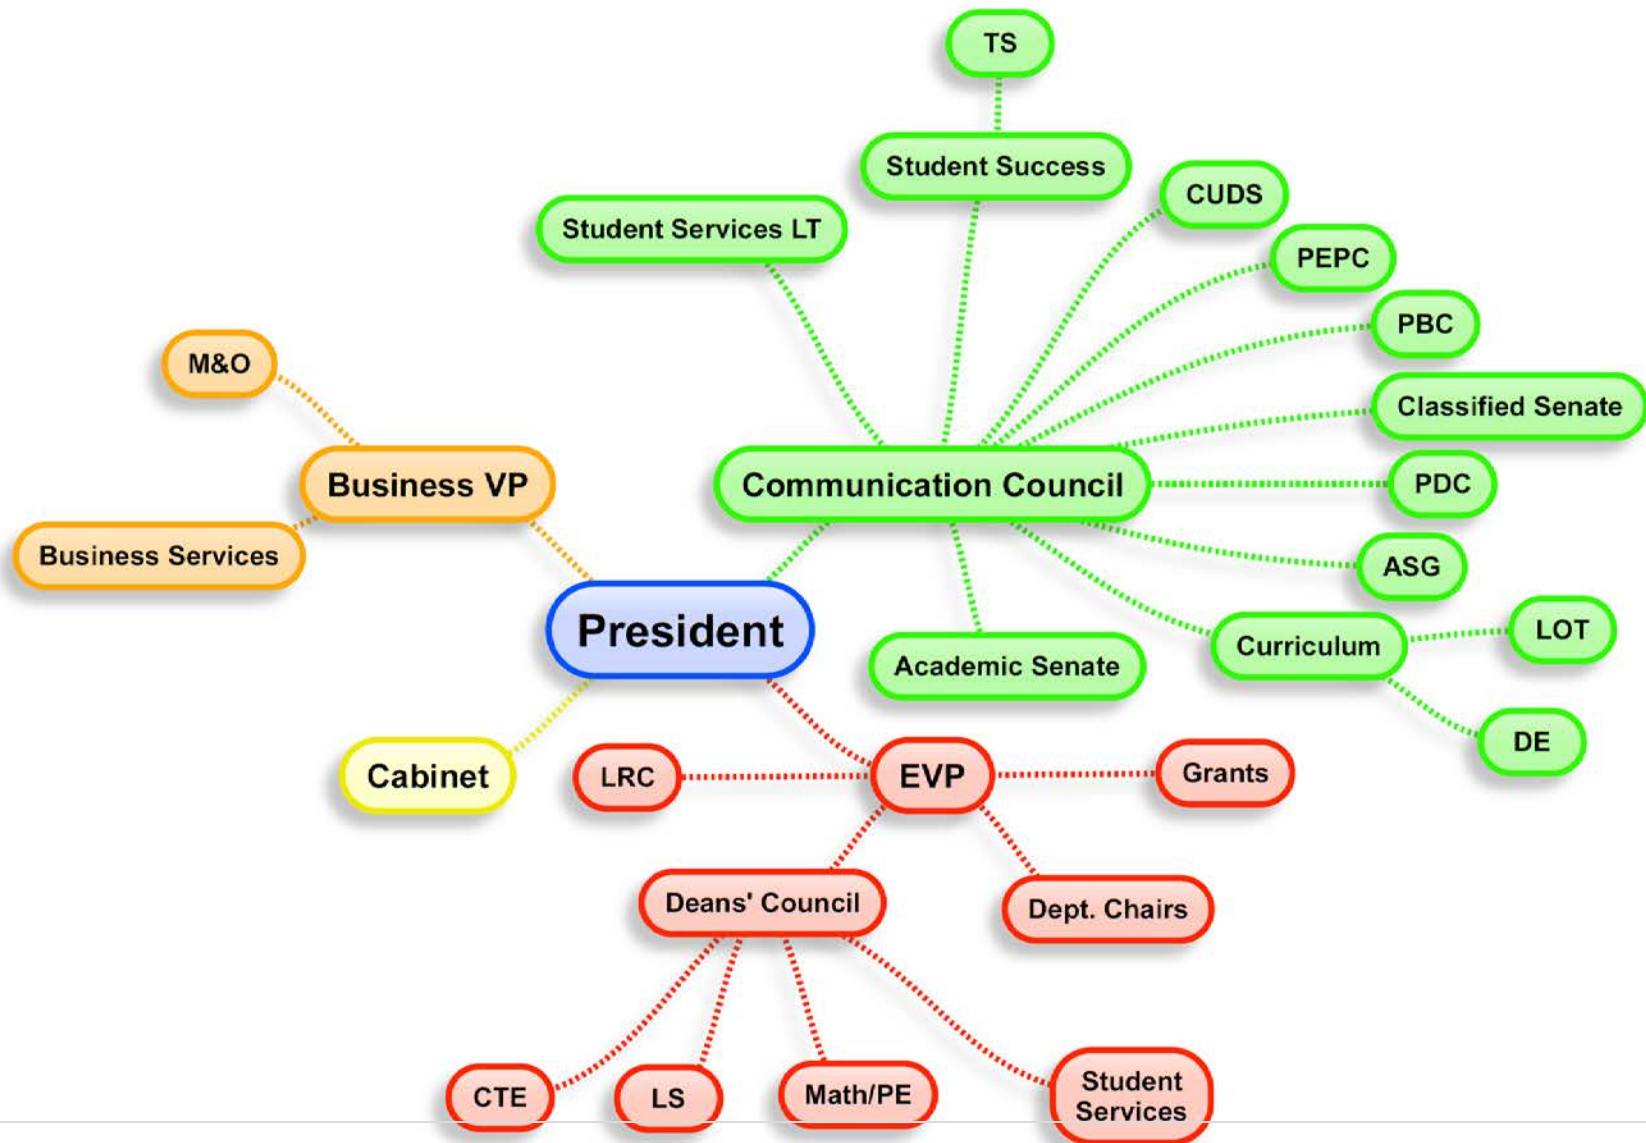 TS
Student Success
CUDS
Student Services LT
PEPC
PBC
M&O
Classified Senate
Business VP
Communication Council
PDC
Business Services
ASG
President
LOT
Curriculum
Academic Senate
DE
Cabinet
LRC
EVP
Grants
Deans' Council
Dept. Chairs
CTE
LS
Math/PE
Student
Services